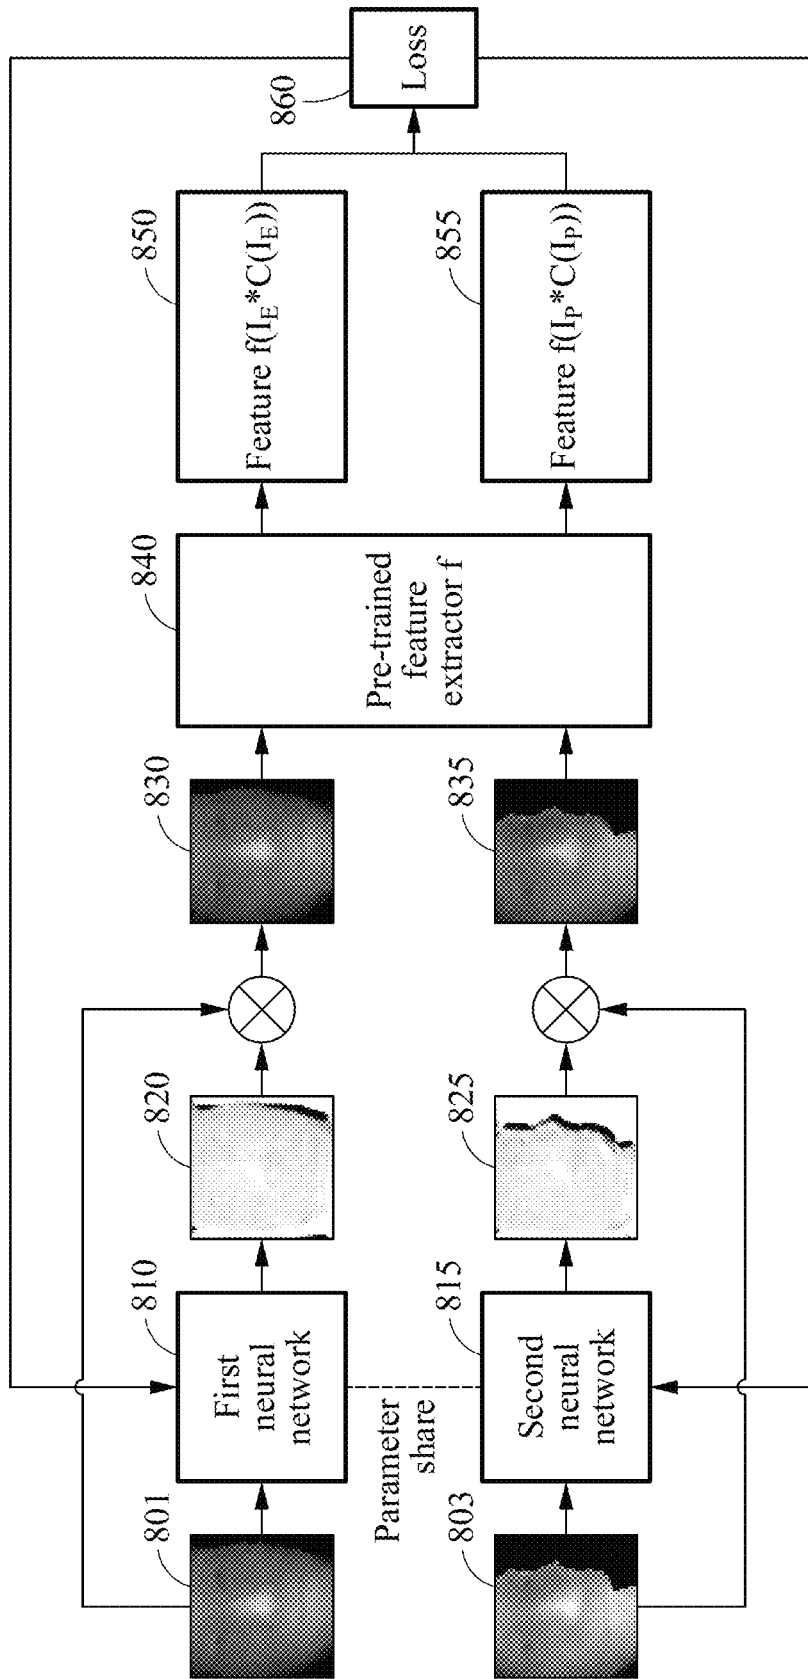 801
First
neural
network
810
820
830
Pre-trained
feature
extractor f
840
Feature f(I_E*C(I_E))
850
Loss
860
Parameter
share
803
Second
neural
network
815
825
835
Feature f(I_P*C(I_P))
855